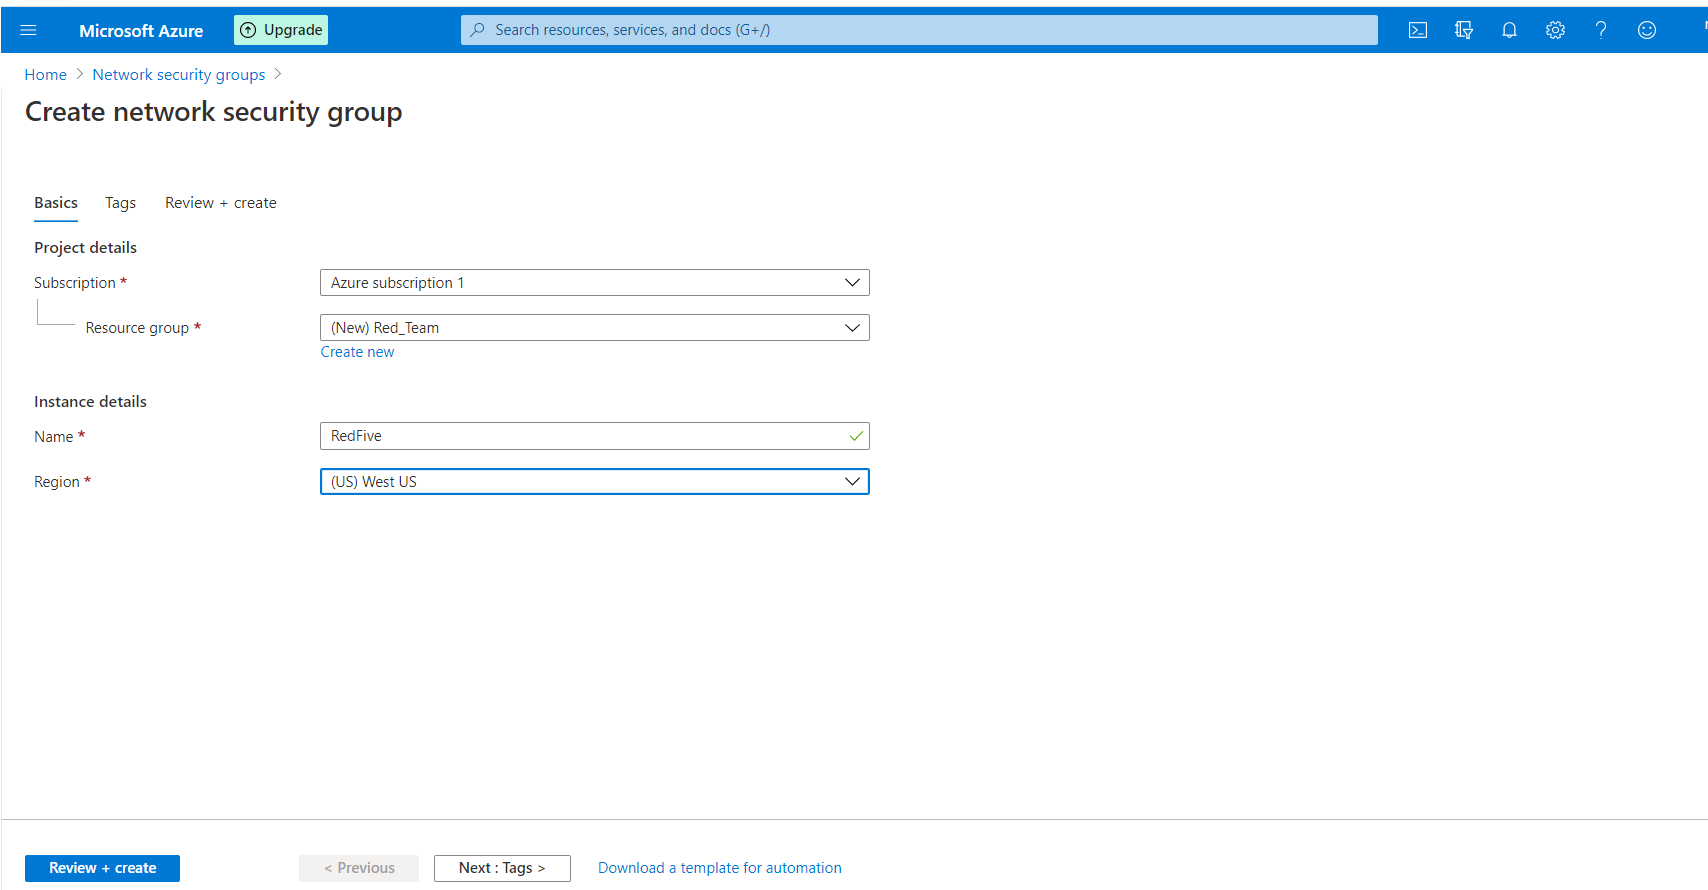 Microsoft Azure Upgrade Search resources, services, and docs (G+/)
Home > Network security groups >
Create network security group
Basics Tags Review + create
Project details
Subscription * Azure subscription 1
Resource group * (New) Red_Team
Create new
Instance details
Name * RedFive
Region * (US) West US
Review + create < Previous Next : Tags > Download a template for automation